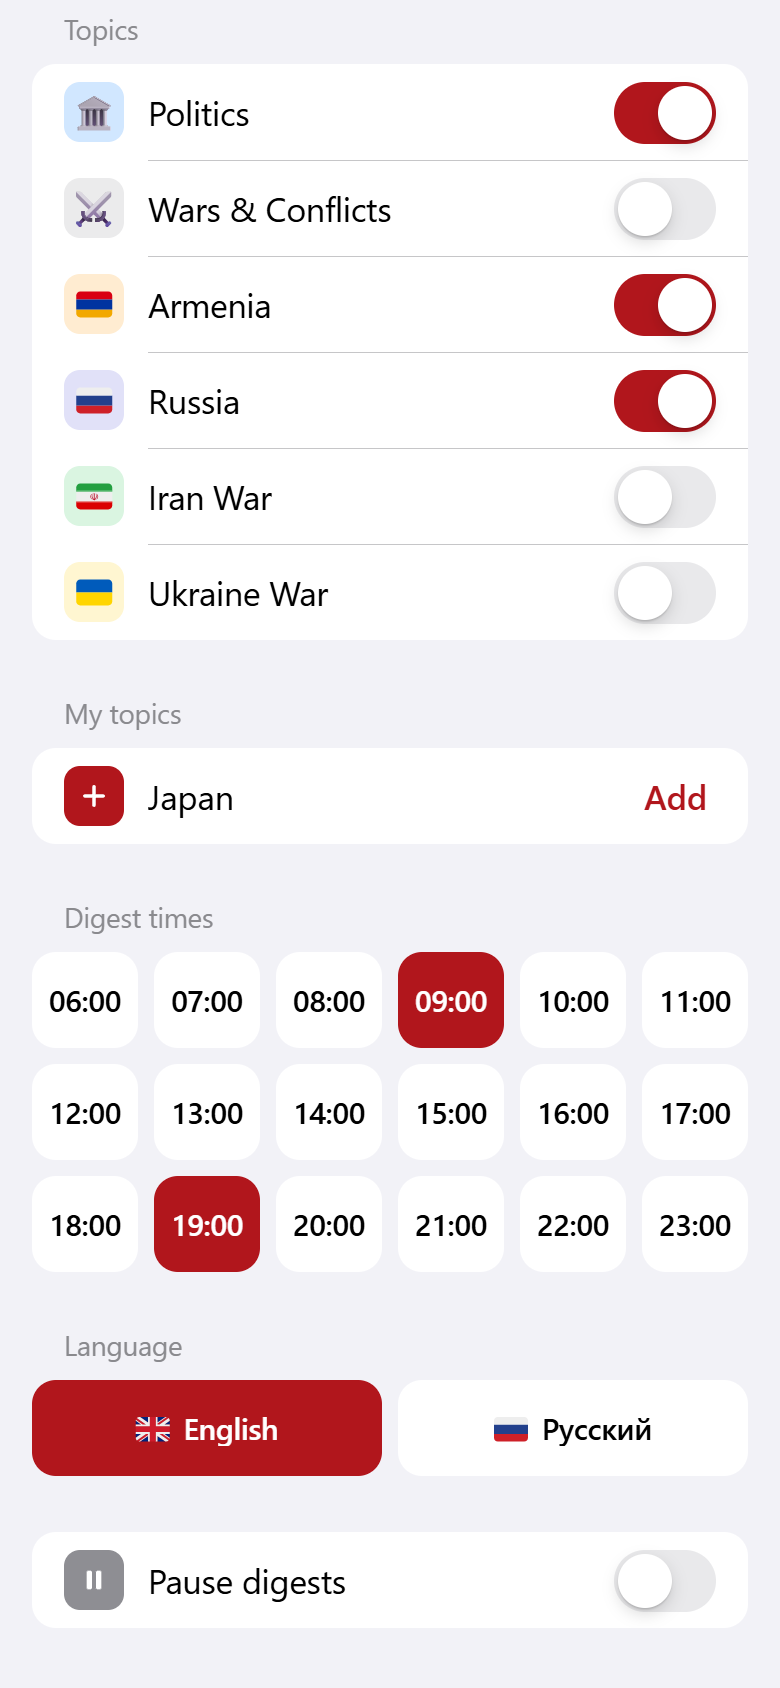 Topics
Politics
Wars & Conflicts
Armenia
Russia
Iran War
Ukraine War
My topics
Japan Add
Digest times
06:00 07:00 08:00 09:00 10:00 11:00
12:00 13:00 14:00 15:00 16:00 17:00
18:00 19:00 20:00 21:00 22:00 23:00
Language
English Русский
Pause digests